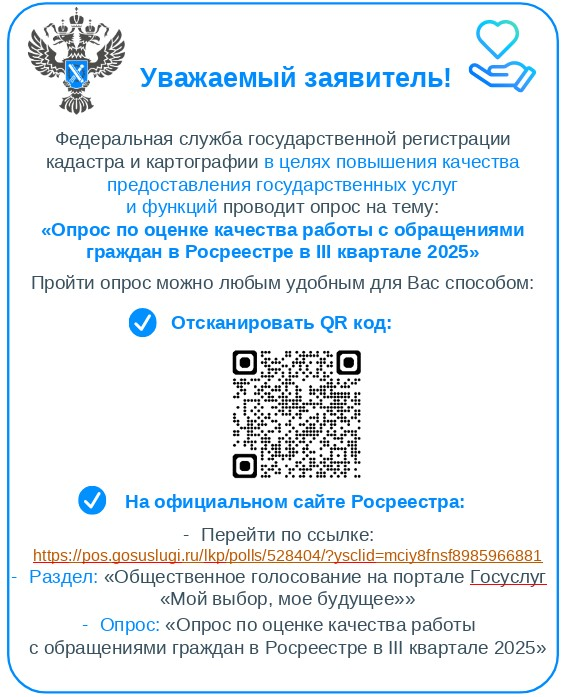 Уважаемый заявитель!
Федеральная служба государственной регистрации
кадастра и картографии в целях повышения качества
предоставления государственных услуг
и функций проводит опрос на тему:
«Опрос по оценке качества работы с обращениями
граждан в Росреестре в III квартале 2025»
Пройти опрос можно любым удобным для Вас способом:
Отсканировать QR код:
На официальном сайте Росреестра:
- Перейти по ссылке:
https://pos.gosuslugi.ru/lkp/polls/528404/?ysclid=mciy8fnsf8985966881
- Раздел: «Общественное голосование на портале Госуслуг
«Мой выбор, мое будущее»»
- Опрос: «Опрос по оценке качества работы
с обращениями граждан в Росреестре в III квартале 2025»